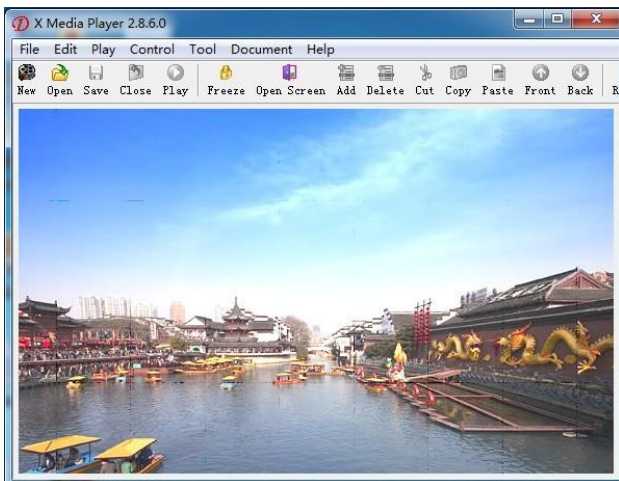 X Media Player 2.8.6.0
File Edit Play Control Tool Document Help
New Open Save Close Play Freeze Open Screen Add Delete Cut Copy Paste Front Back R